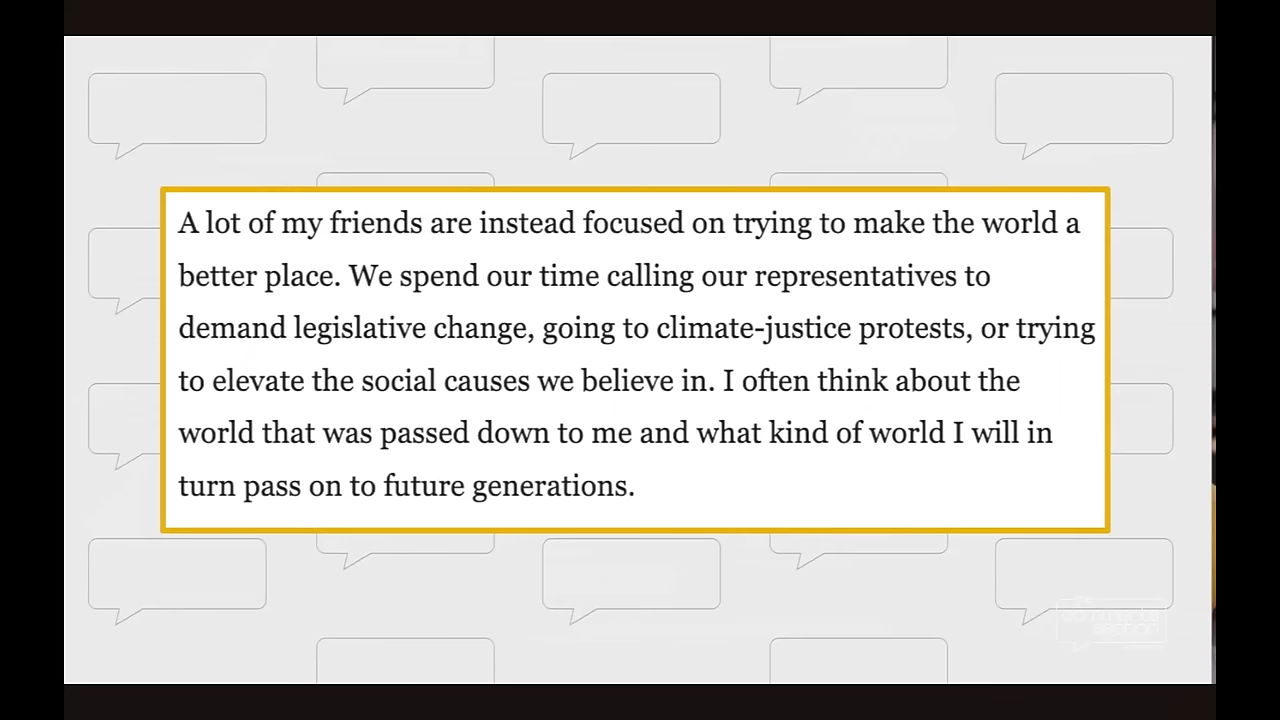 A lot of my friends are instead focused on trying to make the world a
better place. We spend our time calling our representatives to
demand legislative change, going to climate-justice protests, or trying
to elevate the social causes we believe in. I often think about the
world that was passed down to me and what kind of world I will in
turn pass on to future generations.
the
comments
section